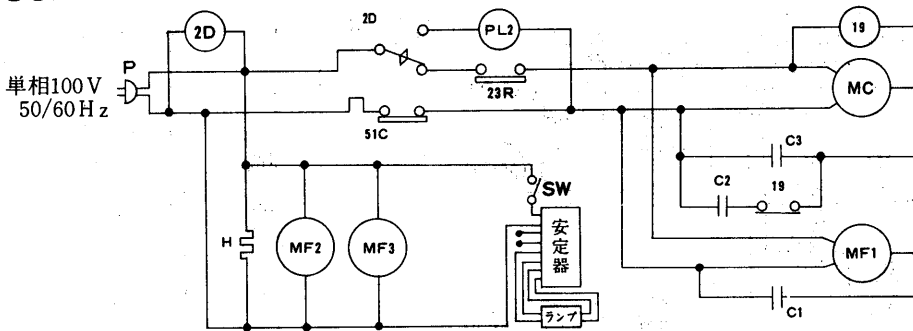 2D
2D
PL2
19
P
単相100V
50/60Hz
23R
MC
51C
C3
C2
19
SW
H
MF2
MF3
安定器
ランプ
MF1
C1